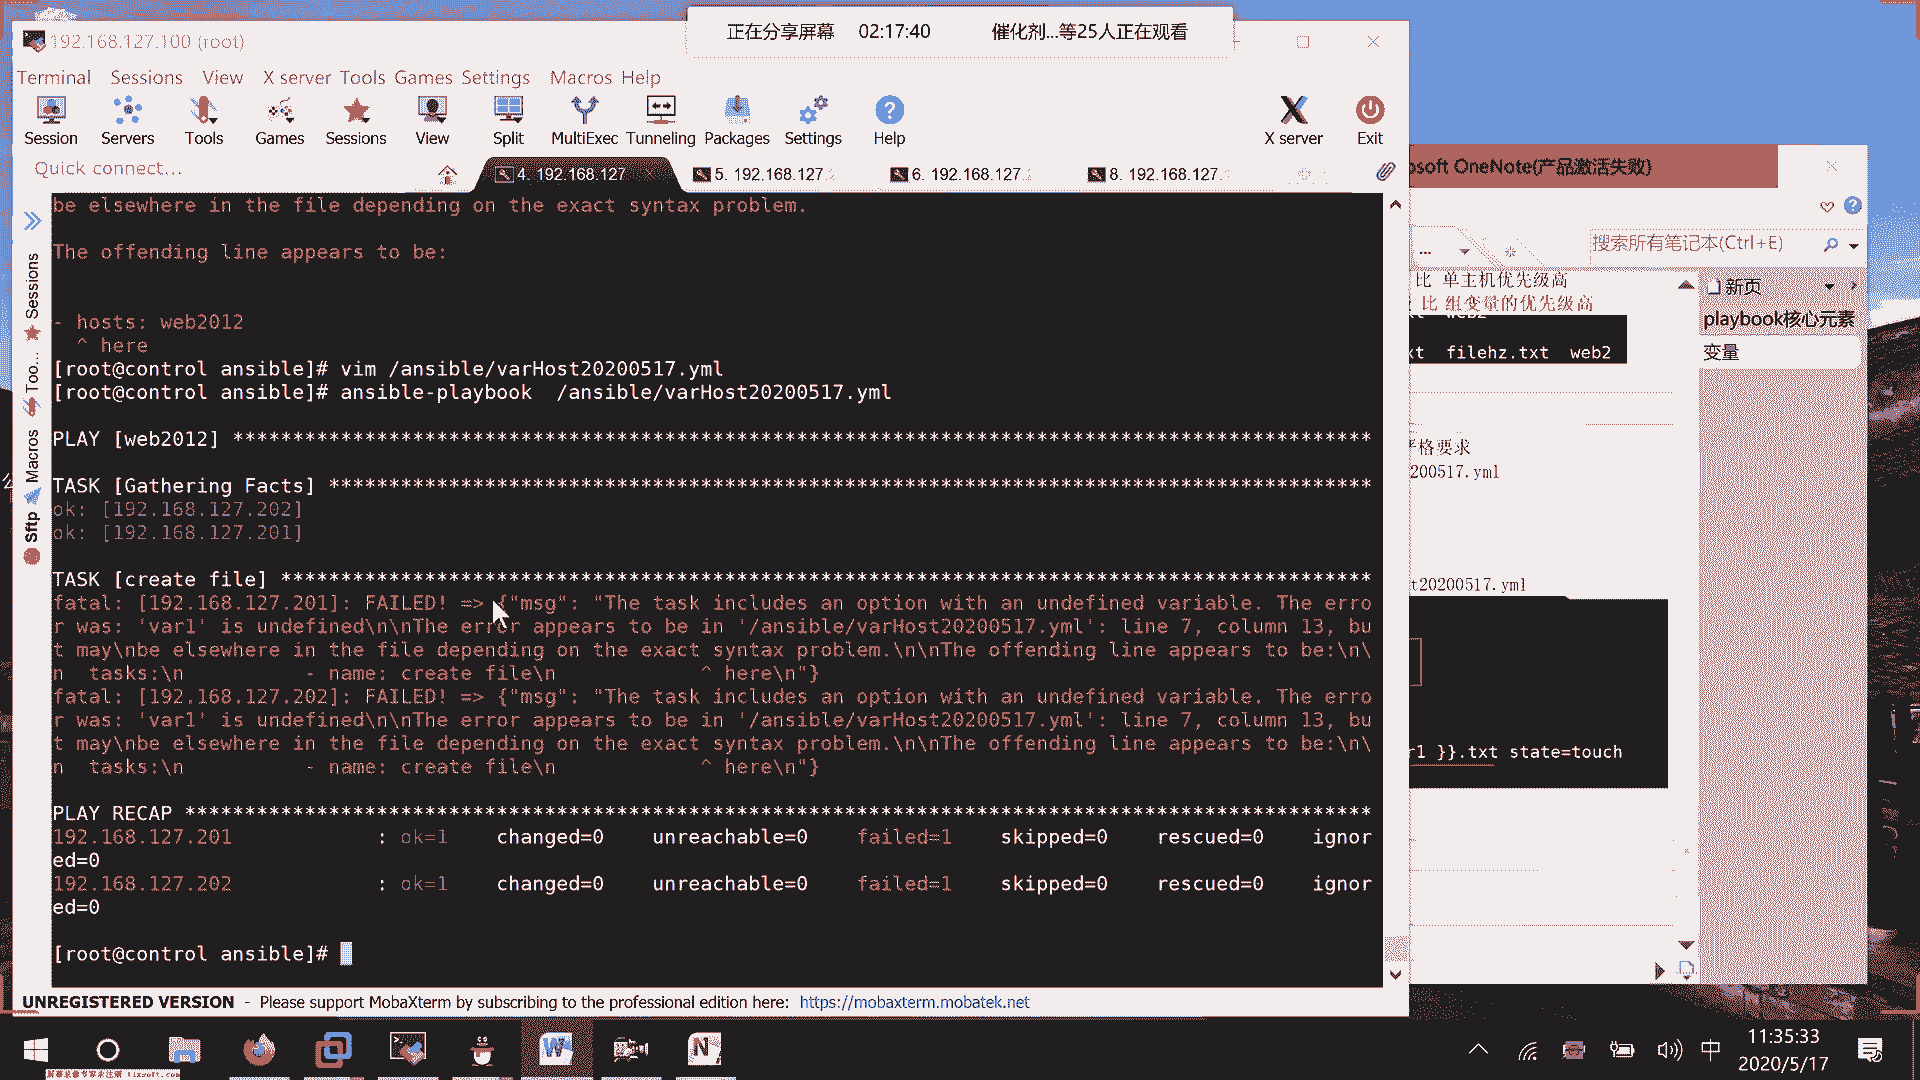 正在分享屏幕 02:17:40 催化剂...等25人正在观看
192.168.127.100 (root)
Terminal Sessions View X server Tools Games Settings Macros Help
Session Servers Tools Games Sessions View Split MultiExec Tunneling Packages Settings Help X server Exit
Quick connect...
4. 192.168.127 5. 192.168.127. 6. 192.168.127. 8. 192.168.127.
Sessions
Too...
Macros
Sftp
be elsewhere in the file depending on the exact syntax problem.
The offending line appears to be:
- hosts: web2012
^ here
[root@control ansible]# vim /ansible/varHost20200517.yml
[root@control ansible]# ansible-playbook  /ansible/varHost20200517.yml
PLAY [web2012] ***********************************************************************************************
TASK [Gathering Facts] ***************************************************************************************
ok: [192.168.127.202]
ok: [192.168.127.201]
TASK [create file] *******************************************************************************************
fatal: [192.168.127.201]: FAILED! => {"msg": "The task includes an option with an undefined variable. The erro
r was: 'var1' is undefined\n\nThe error appears to be in '/ansible/varHost20200517.yml': line 7, column 13, bu
t may\nbe elsewhere in the file depending on the exact syntax problem.\n\nThe offending line appears to be:\n\
n  tasks:\n          - name: create file\n            ^ here\n"}
fatal: [192.168.127.202]: FAILED! => {"msg": "The task includes an option with an undefined variable. The erro
r was: 'var1' is undefined\n\nThe error appears to be in '/ansible/varHost20200517.yml': line 7, column 13, bu
t may\nbe elsewhere in the file depending on the exact syntax problem.\n\nThe offending line appears to be:\n\
n  tasks:\n          - name: create file\n            ^ here\n"}
PLAY RECAP ***************************************************************************************************
192.168.127.201            : ok=1    changed=0    unreachable=0    failed=1    skipped=0    rescued=0    ignor
ed=0
192.168.127.202            : ok=1    changed=0    unreachable=0    failed=1    skipped=0    rescued=0    ignor
ed=0
[root@control ansible]#
UNREGISTERED VERSION - Please support MobaXterm by subscribing to the professional edition here: https://mobaxterm.mobatek.net
osoft OneNote(产品激活失败)
搜索所有笔记本(Ctrl+E)
比 单主机优先级高
比 组变量的优先级高
xt filehz.txt web2
格要求
200517.yml
t20200517.yml
r1 }}.txt state=touch
新页
playbook核心元素
变量
中
11:35:33
2020/5/17